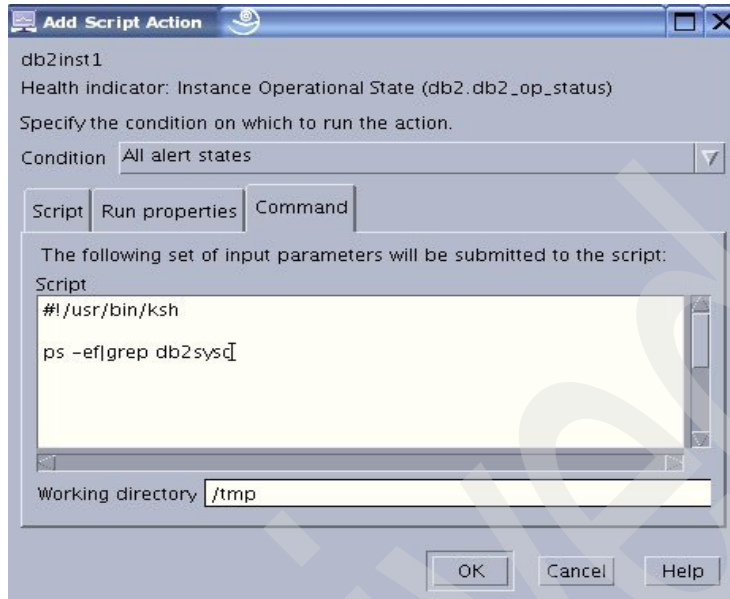 Add Script Action
db2inst1
Health indicator: Instance Operational State (db2.db2_op_status)
Specify the condition on which to run the action.
Condition All alert states
Script Run properties Command
The following set of input parameters will be submitted to the script:
Script
#!/usr/bin/ksh
ps -ef|grep db2sysc
Working directory /tmp
OK Cancel Help